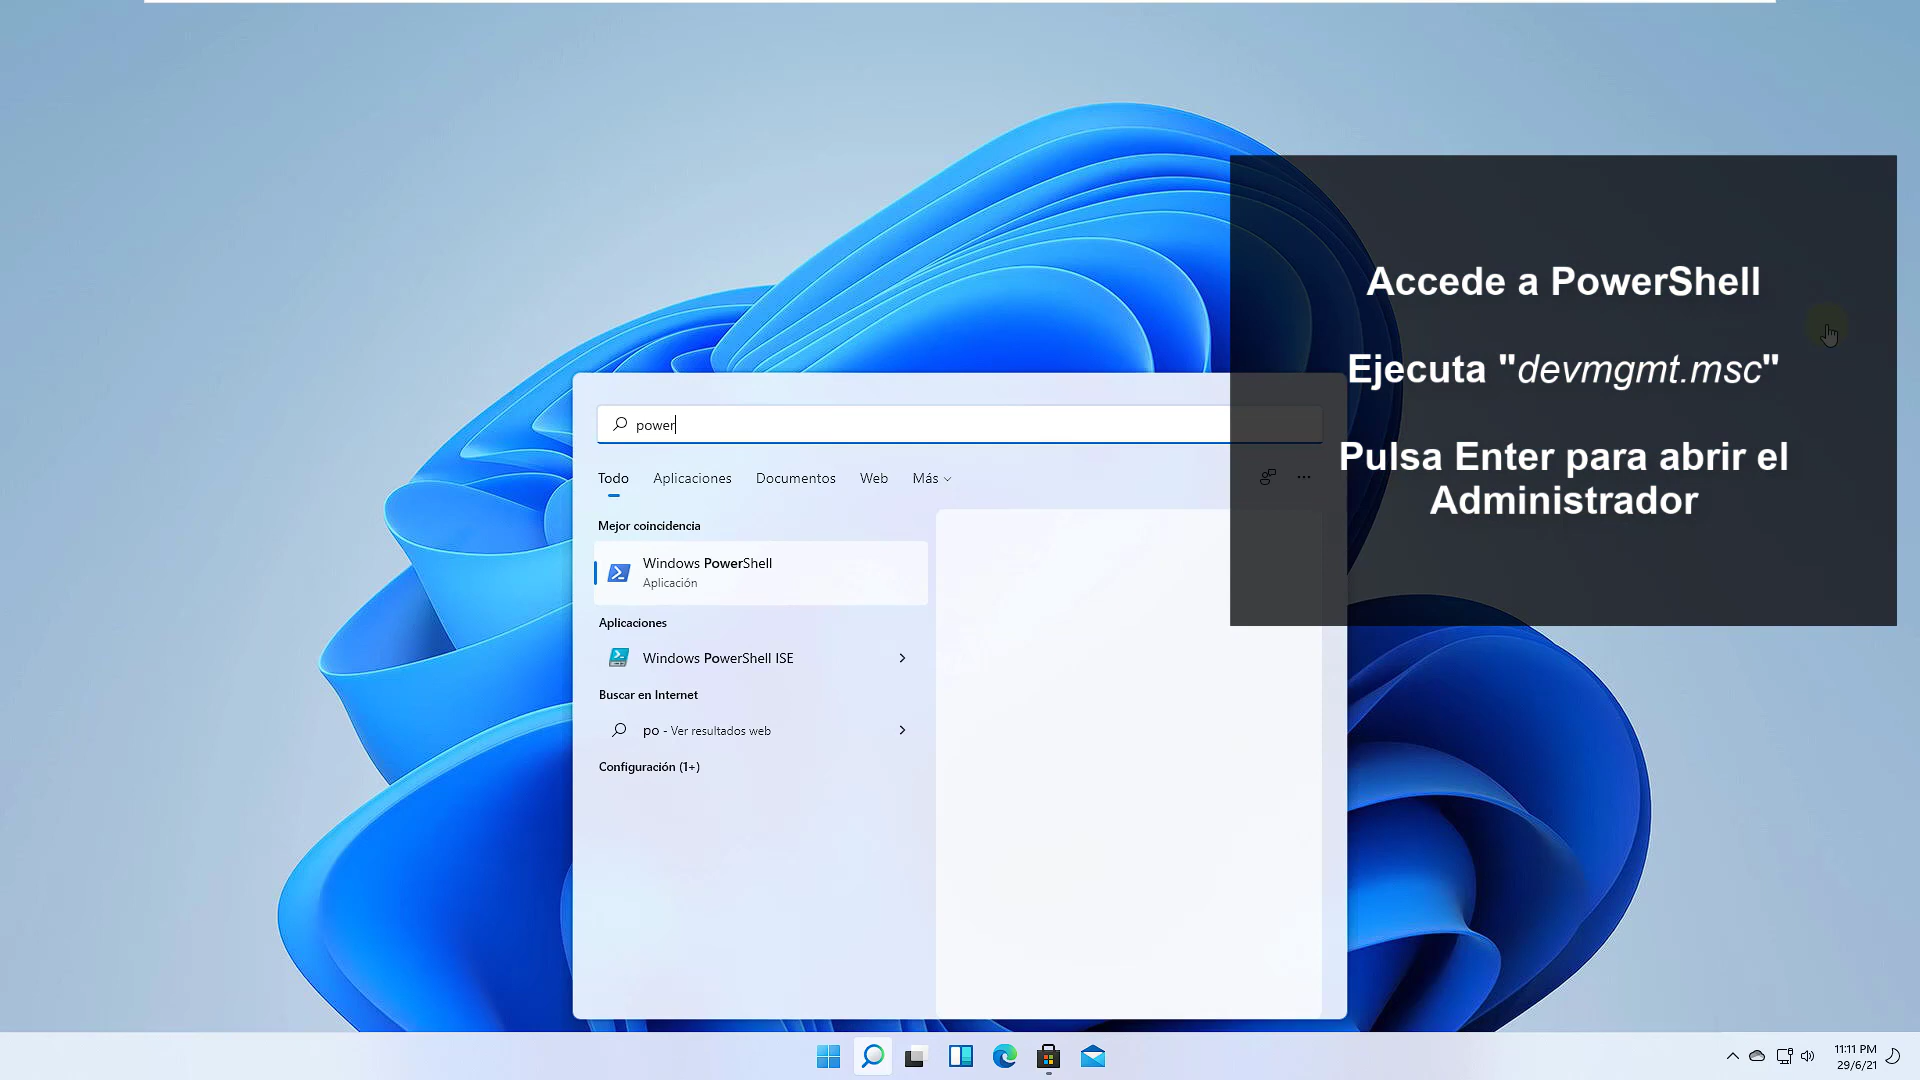 Accede a PowerShell
Ejecuta "devmgmt.msc"
Pulsa Enter para abrir el
Administrador
power
Todo Aplicaciones Documentos Web Más
Mejor coincidencia
Windows PowerShell
Aplicación
Aplicaciones
Windows PowerShell ISE
Buscar en Internet
po - Ver resultados web
Configuración (1+)
11:11 PM
29/6/21